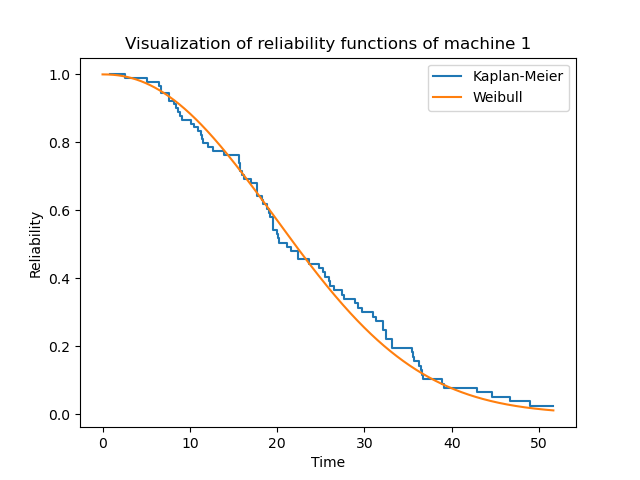 Visualization of reliability functions of machine 1
Kaplan-Meier
Weibull
1.0
0.8
0.6
0.4
0.2
0.0
Reliability
0 10 20 30 40 50
Time